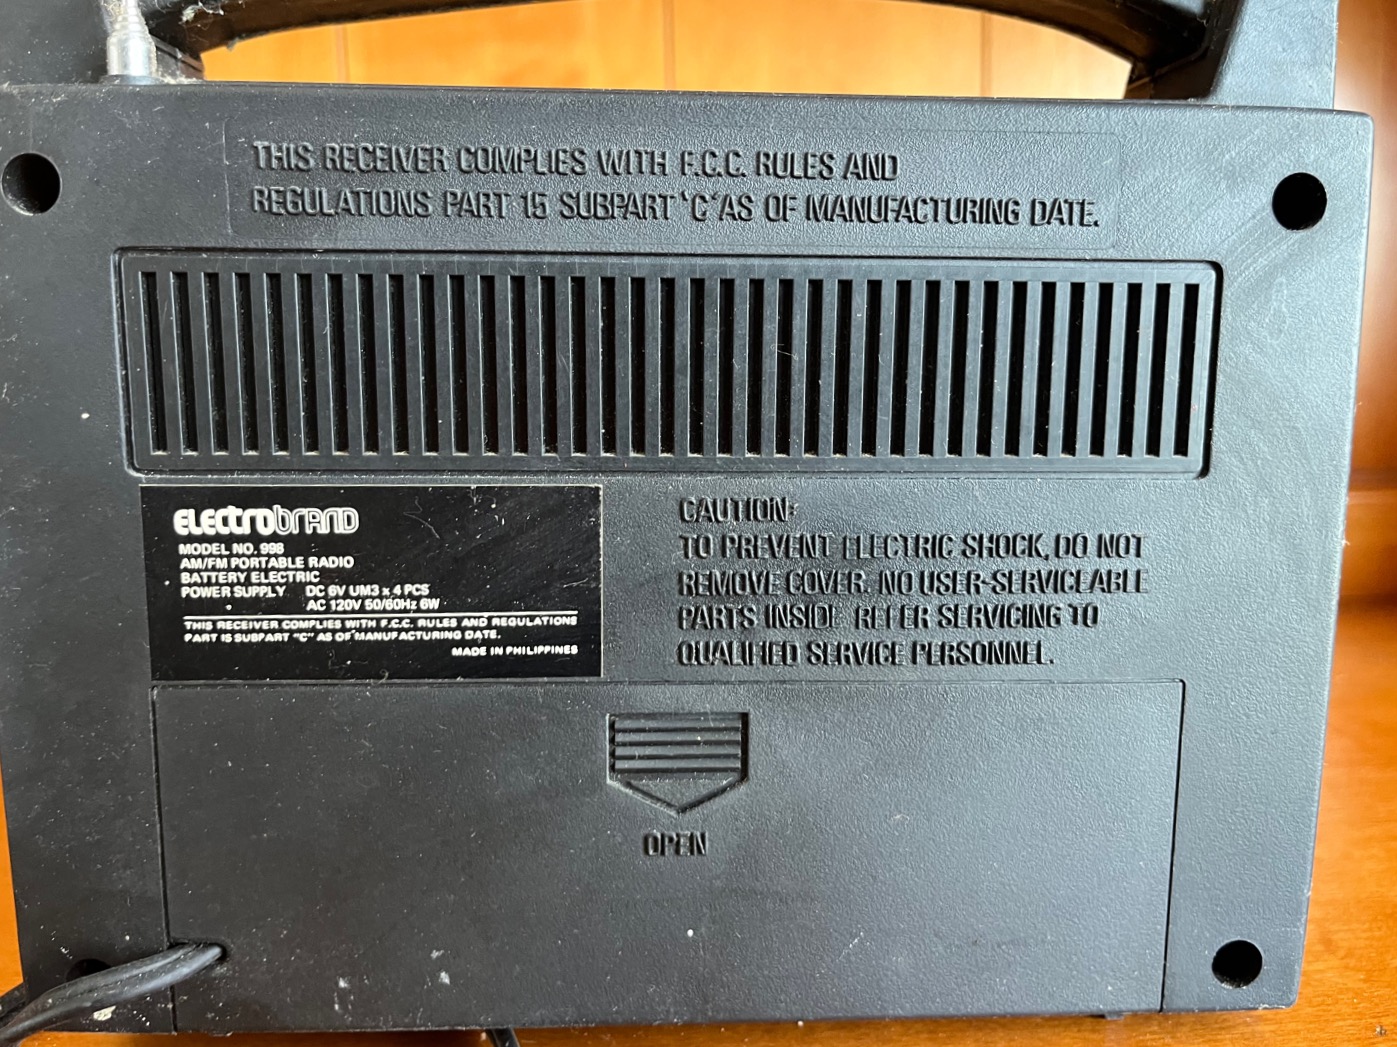 THIS RECEIVER COMPLIES WITH F.C.C. RULES AND
REGULATIONS PART 15 SUBPART 'C' AS OF MANUFACTURING DATE.
ELECTROBRAND
MODEL NO. 998
AM/FM PORTABLE RADIO
BATTERY ELECTRIC
POWER SUPPLY DC 6V UM3 x 4 PCS
AC 120V 50/60Hz 6W
THIS RECEIVER COMPLIES WITH F.C.C. RULES AND REGULATIONS
PART 15 SUBPART "C" AS OF MANUFACTURING DATE.
MADE IN PHILIPPINES
CAUTION:
TO PREVENT ELECTRIC SHOCK, DO NOT
REMOVE COVER. NO USER-SERVICEABLE
PARTS INSIDE REFER SERVICING TO
QUALIFIED SERVICE PERSONNEL.
OPEN